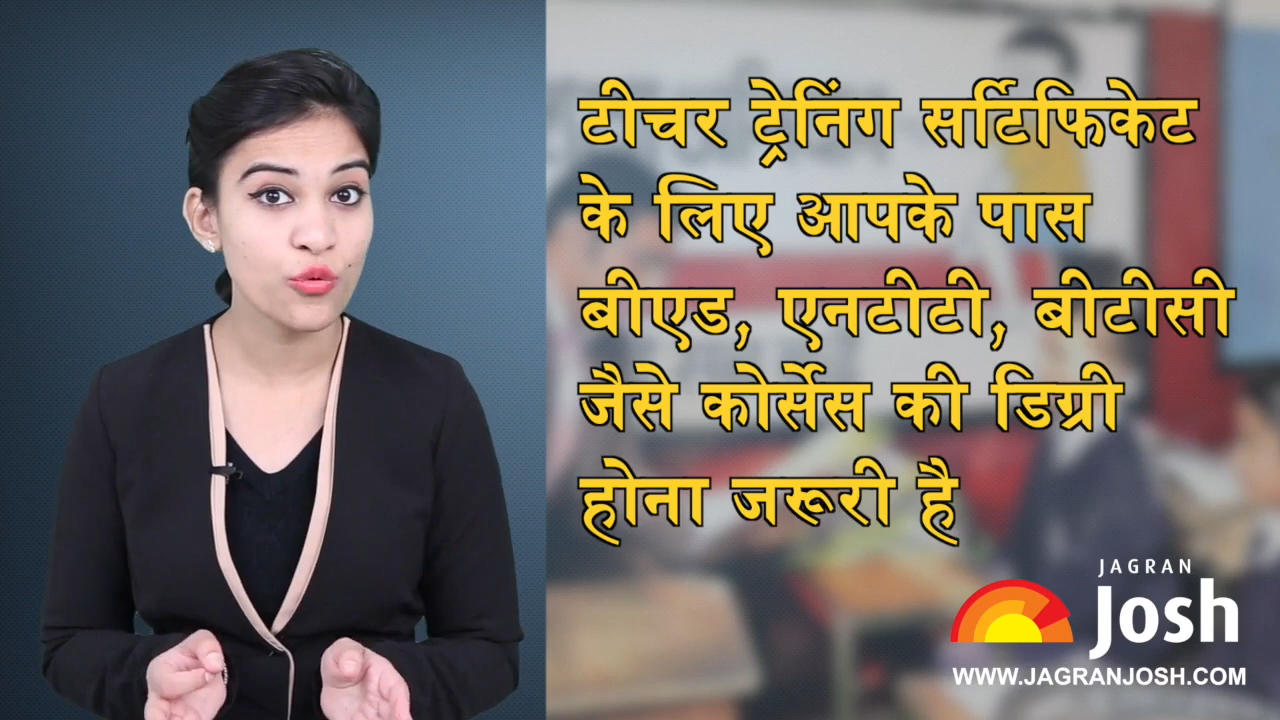 टीचर ट्रेनिंग सर्टिफिकेट
के लिए आपके पास
बीएड, एनटीटी, बीटीसी
जैसे कोर्सेस की डिग्री
होना जरूरी है
JAGRAN
Josh
WWW.JAGRANJOSH.COM